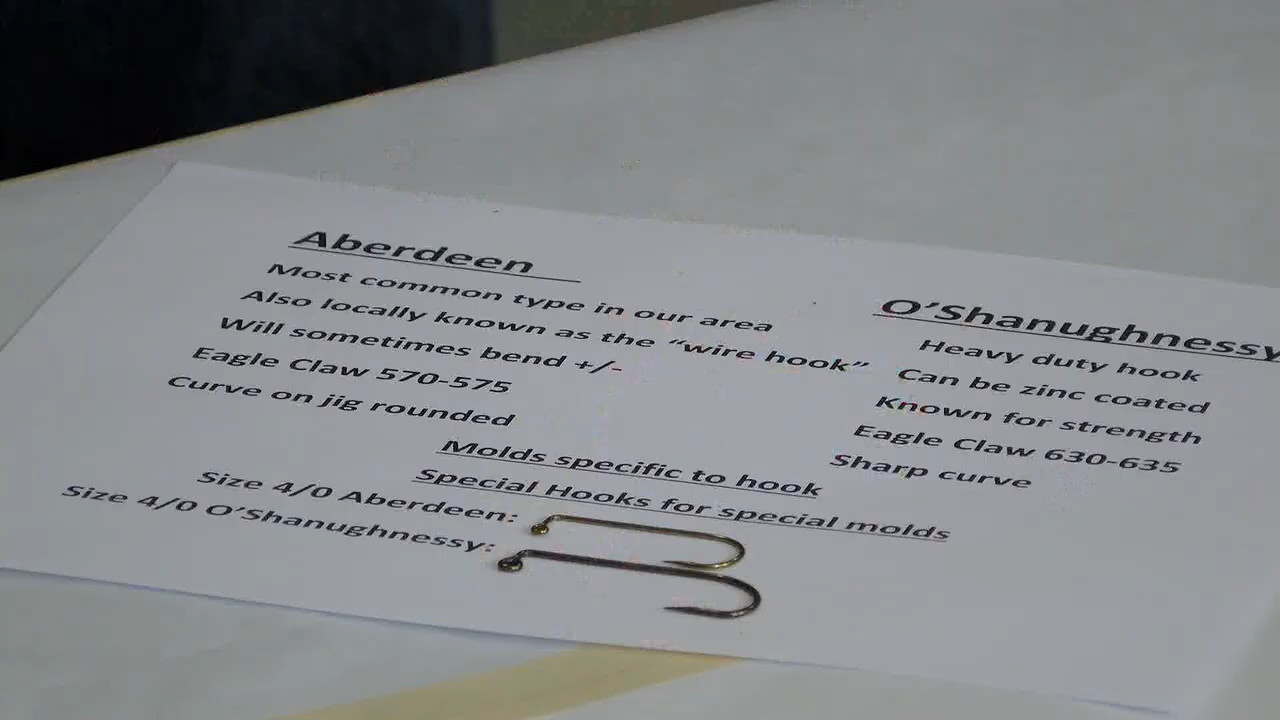 Aberdeen
Most common type in our area
Also locally known as the “wire hook”
Will sometimes bend +/-
Eagle Claw 570-575
Curve on jig rounded
O’Shanughnessy
Heavy duty hook
Can be zinc coated
Known for strength
Eagle Claw 630-635
Sharp curve
Molds specific to hook
Special Hooks for special molds
Size 4/0 Aberdeen:
Size 4/0 O’Shanughnessy: